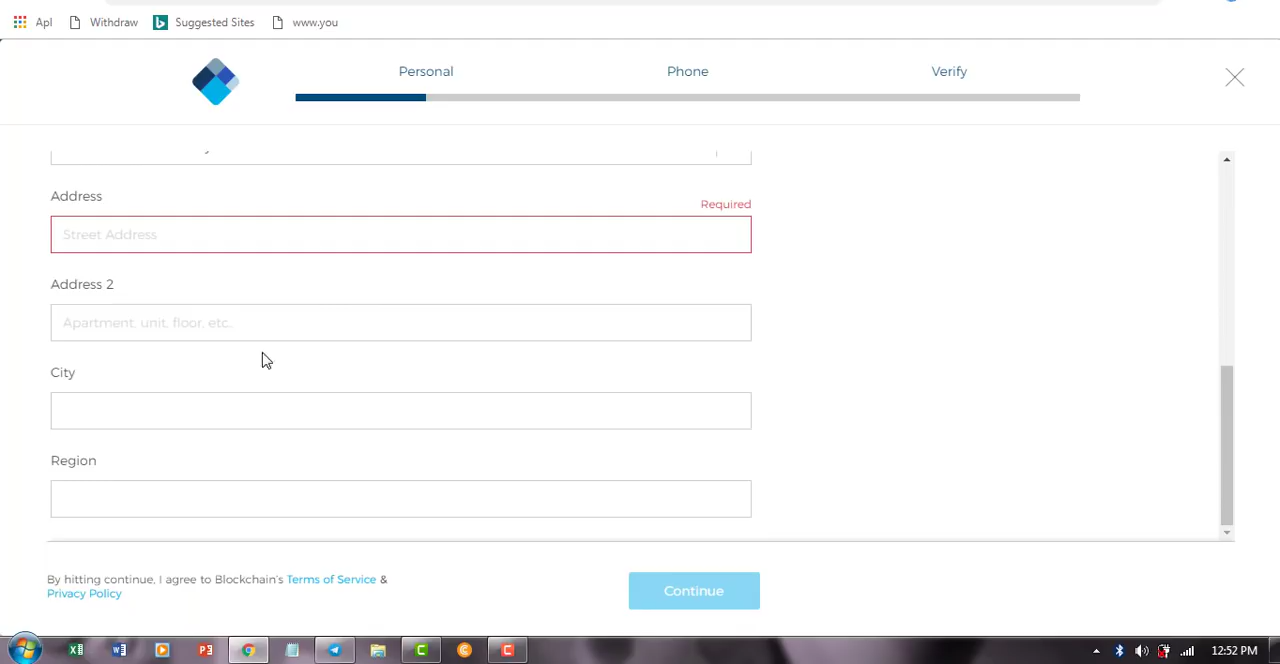 Apl Withdraw Suggested Sites www.you
Personal Phone Verify
Address
Required
Street Address
Address 2
Apartment, unit, floor, etc..
City
Region
By hitting continue, I agree to Blockchain's Terms of Service &
Privacy Policy
Continue
12:52 PM